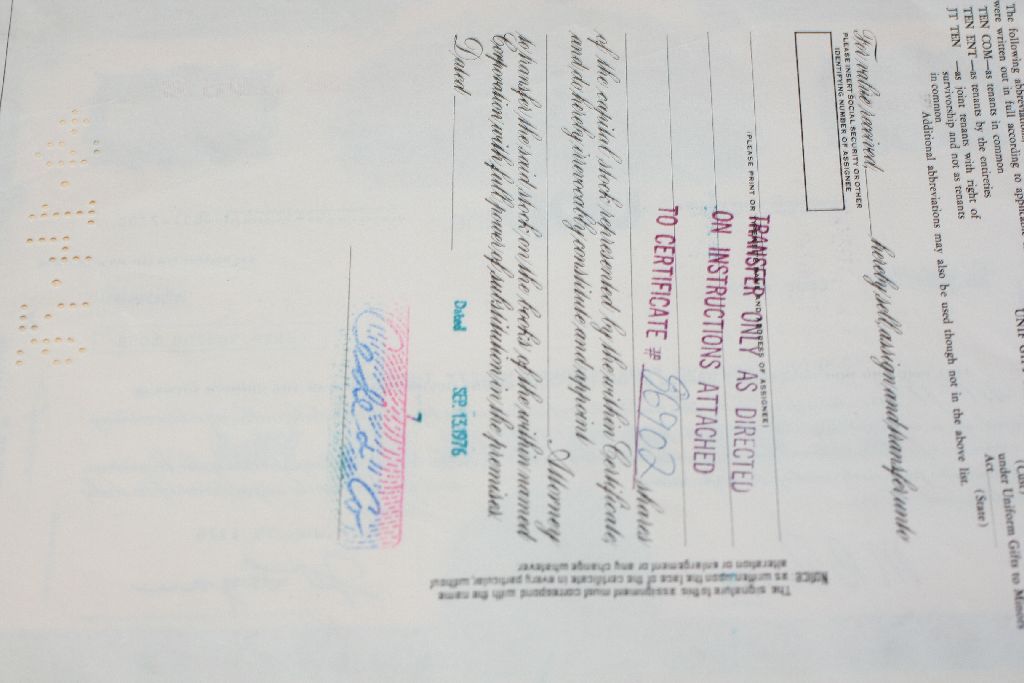 The following
were written out in full according to
TEN COM —as tenants in common
TEN ENT —as tenants by the entireties
JT TEN —as joint tenants with right of
survivorship and not as tenants
in common
(Cust)
under Uniform Gifts to Minors
Act
(State)
Additional abbreviations may also be used though not in the above list.
For value received, hereby sell, assign and transfer unto
PLEASE INSERT SOCIAL SECURITY OR OTHER
IDENTIFYING NUMBER OF ASSIGNEE
(PLEASE PRINT OR ADDRESS OF ASSIGNEE)
TRANSFER ONLY AS DIRECTED
ON INSTRUCTIONS ATTACHED
TO CERTIFICATE #
shares
of the capital stock represented by the within Certificate,
and do hereby irrevocably constitute and appoint
Attorney
to transfer the said stock on the books of the within named
Corporation, with full power of substitution in the premises.
Dated
Dated SEP. 13, 1976
NOTICE: The signature to this assignment must correspond with the name
as written upon the face of the certificate in every particular, without
alteration or enlargement or any change whatever.